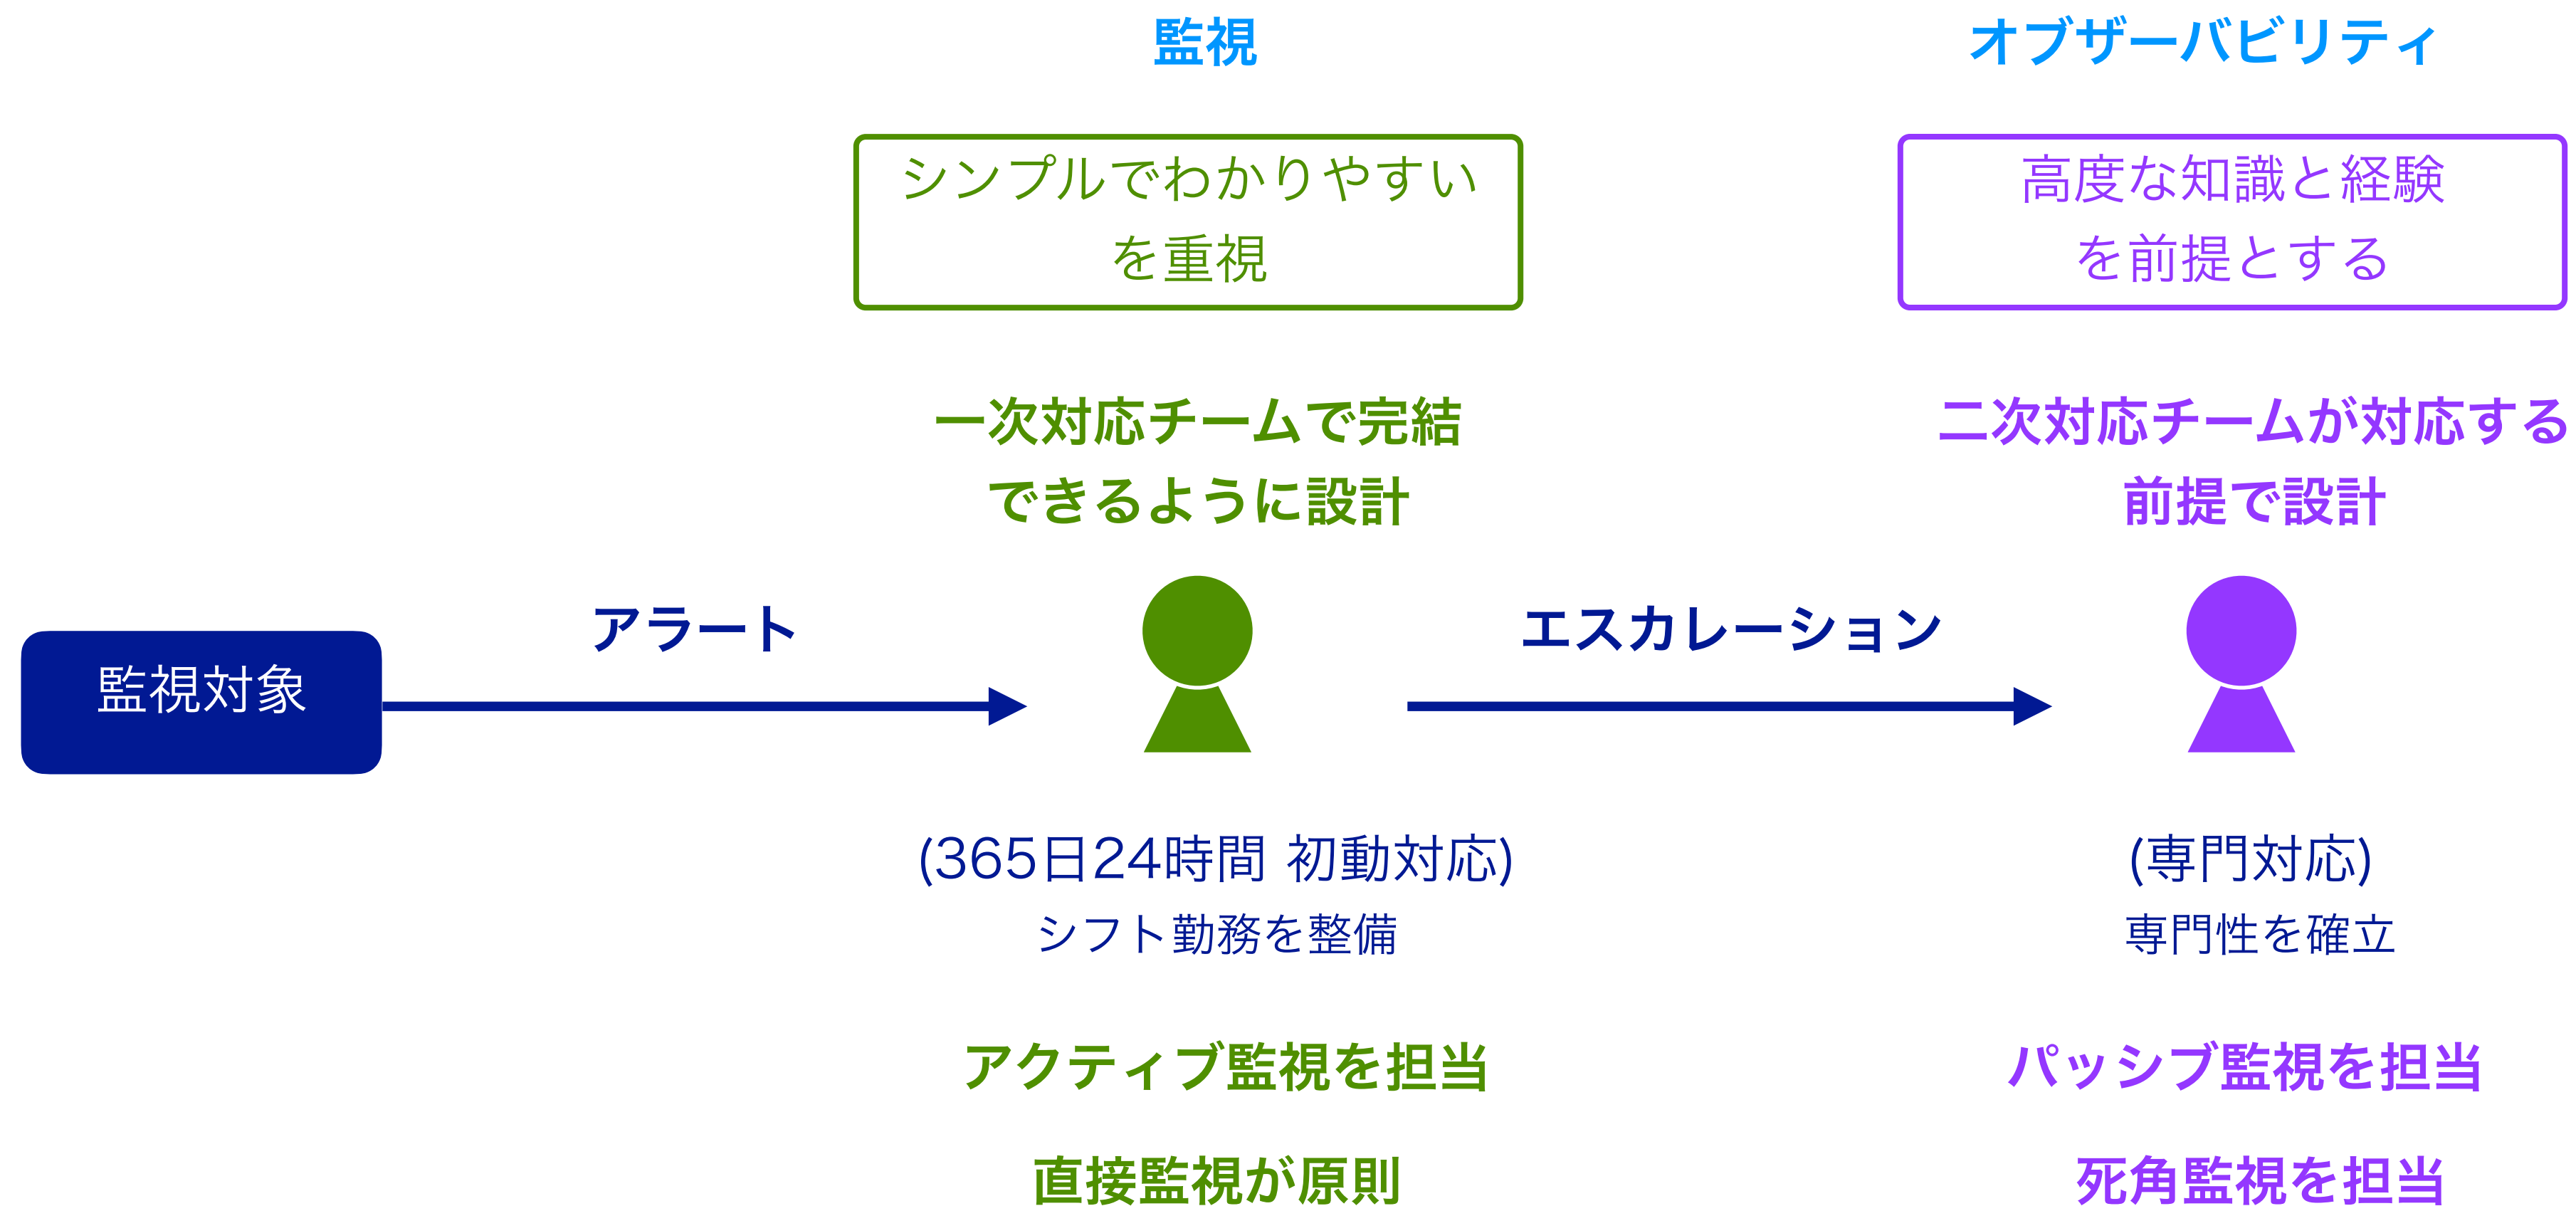 監視
オブザーバビリティ
シンプルでわかりやすい
を重視
高度な知識と経験
を前提とする
一次対応チームで完結
できるように設計
二次対応チームが対応する
前提で設計
監視対象
アラート
エスカレーション
(365日24時間 初動対応)
シフト勤務を整備
(専門対応)
専門性を確立
アクティブ監視を担当
パッシブ監視を担当
直接監視が原則
死角監視を担当